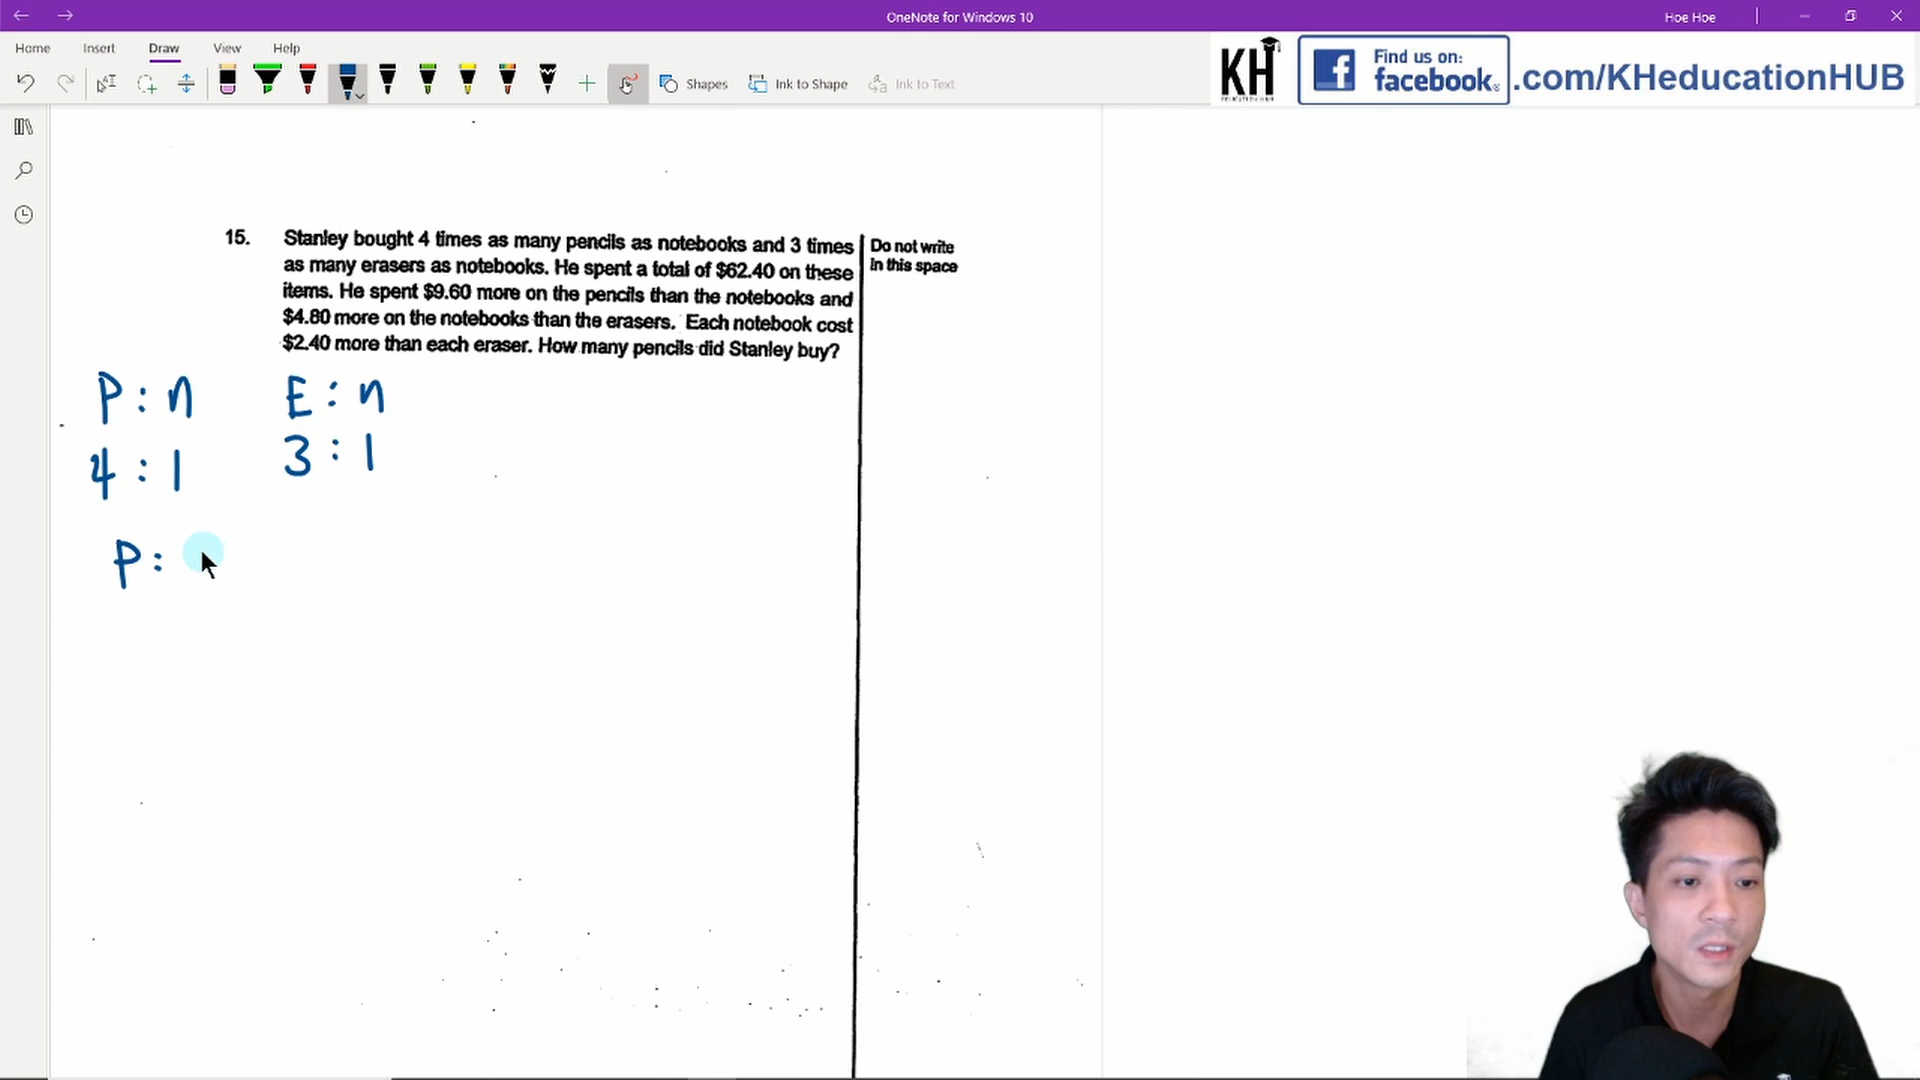 OneNote for Windows 10
Hoe Hoe
Home Insert Draw View Help
Shapes Ink to Shape Ink to Text
KH
Find us on:
facebook .com/KHeducationHUB
15. Stanley bought 4 times as many pencils as notebooks and 3 times
as many erasers as notebooks. He spent a total of $62.40 on these
items. He spent $9.60 more on the pencils than the notebooks and
$4.80 more on the notebooks than the erasers. Each notebook cost
$2.40 more than each eraser. How many pencils did Stanley buy?
Do not write
in this space
P : n E : n
4 : 1 3 : 1
P :